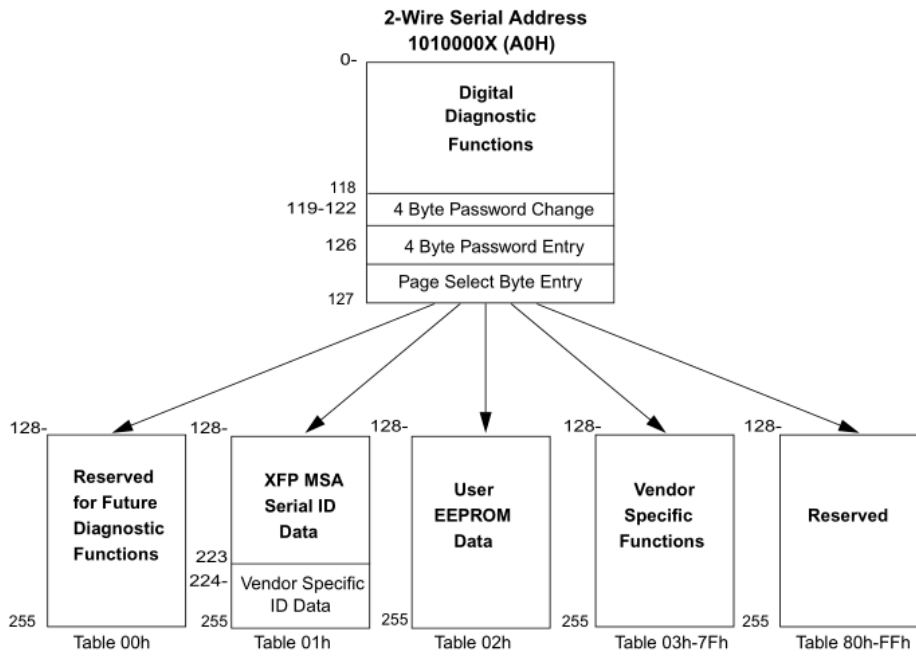 2-Wire Serial Address
1010000X (A0H)
0-
Digital
Diagnostic
Functions
118
119-122
4 Byte Password Change
126
4 Byte Password Entry
Page Select Byte Entry
127
128-
Reserved
for Future
Diagnostic
Functions
255
Table 00h
128-
XFP MSA
Serial ID
Data
223
224-
Vendor Specific
ID Data
255
Table 01h
128-
User
EEPROM
Data
255
Table 02h
128-
Vendor
Specific
Functions
255
Table 03h-7Fh
128-
Reserved
255
Table 80h-FFh